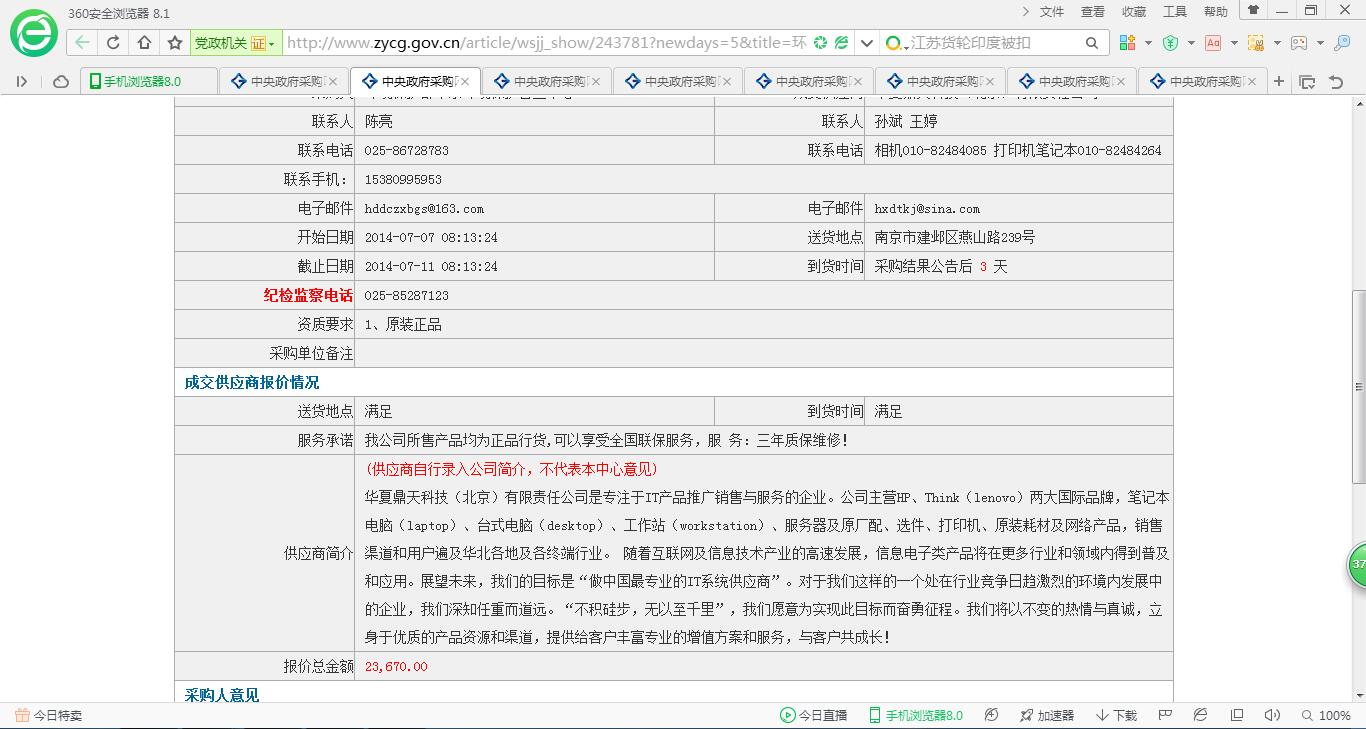 360安全浏览器 8.1
文件 查看 收藏 工具 帮助
党政机关 证 http://www.zycg.gov.cn/article/wsjj_show/243781?newdays=5&title=环 江苏货轮印度被扣
手机浏览器8.0 中央政府采购 中央政府采购 中央政府采购 中央政府采购 中央政府采购 中央政府采购 中央政府采购 中央政府采购
联系人 陈亮 联系人 孙斌 王婷
联系电话 025-86728783 联系电话 相机010-82484085 打印机笔记本010-82484264
联系手机： 15380995953
电子邮件 hddczxbgs@163.com 电子邮件 hxdtkj@sina.com
开始日期 2014-07-07 08:13:24 送货地点 南京市建邺区燕山路239号
截止日期 2014-07-11 08:13:24 到货时间 采购结果公告后 3 天
纪检监察电话 025-85287123
资质要求 1、原装正品
采购单位备注
成交供应商报价情况
送货地点 满足 到货时间 满足
服务承诺 我公司所售产品均为正品行货,可以享受全国联保服务，服 务：三年质保维修！
(供应商自行录入公司简介，不代表本中心意见)
华夏鼎天科技（北京）有限责任公司是专注于IT产品推广销售与服务的企业。公司主营HP、Think（lenovo）两大国际品牌，笔记本
电脑（laptop）、台式电脑（desktop）、工作站（workstation）、服务器及原厂配、选件、打印机、原装耗材及网络产品，销售
供应商简介 渠道和用户遍及华北各地及各终端行业。 随着互联网及信息技术产业的高速发展，信息电子类产品将在更多行业和领域内得到普及
和应用。展望未来，我们的目标是“做中国最专业的IT系统供应商”。对于我们这样的一个处在行业竞争日趋激烈的环境内发展中
的企业，我们深知任重而道远。“不积硅步，无以至千里”，我们愿意为实现此目标而奋勇征程。我们将以不变的热情与真诚，立
身于优质的产品资源和渠道，提供给客户丰富专业的增值方案和服务，与客户共成长！
报价总金额 23,670.00
采购人意见
37
今日特卖 今日直播 手机浏览器8.0 加速器 下载 100%